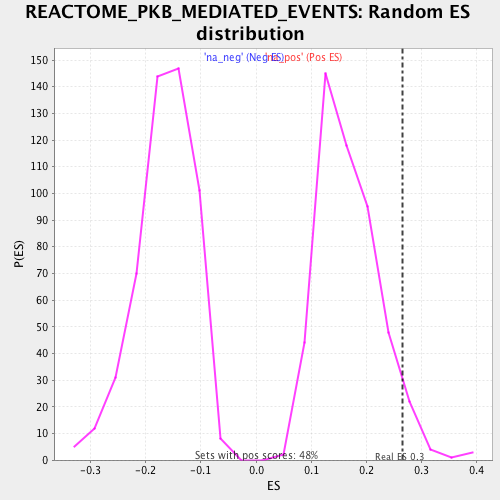 REACTOME_PKB_MEDIATED_EVENTS: Random ES
distribution
'na_neg' (Neg ES)
'na_pos' (Pos ES)
150
140
130
120
110
100
90
80
70
60
50
40
30
20
10
0
P(ES)
Sets with pos scores: 48%
Real ES 0.3
-0.3 -0.2 -0.1 0.0 0.1 0.2 0.3 0.4
ES